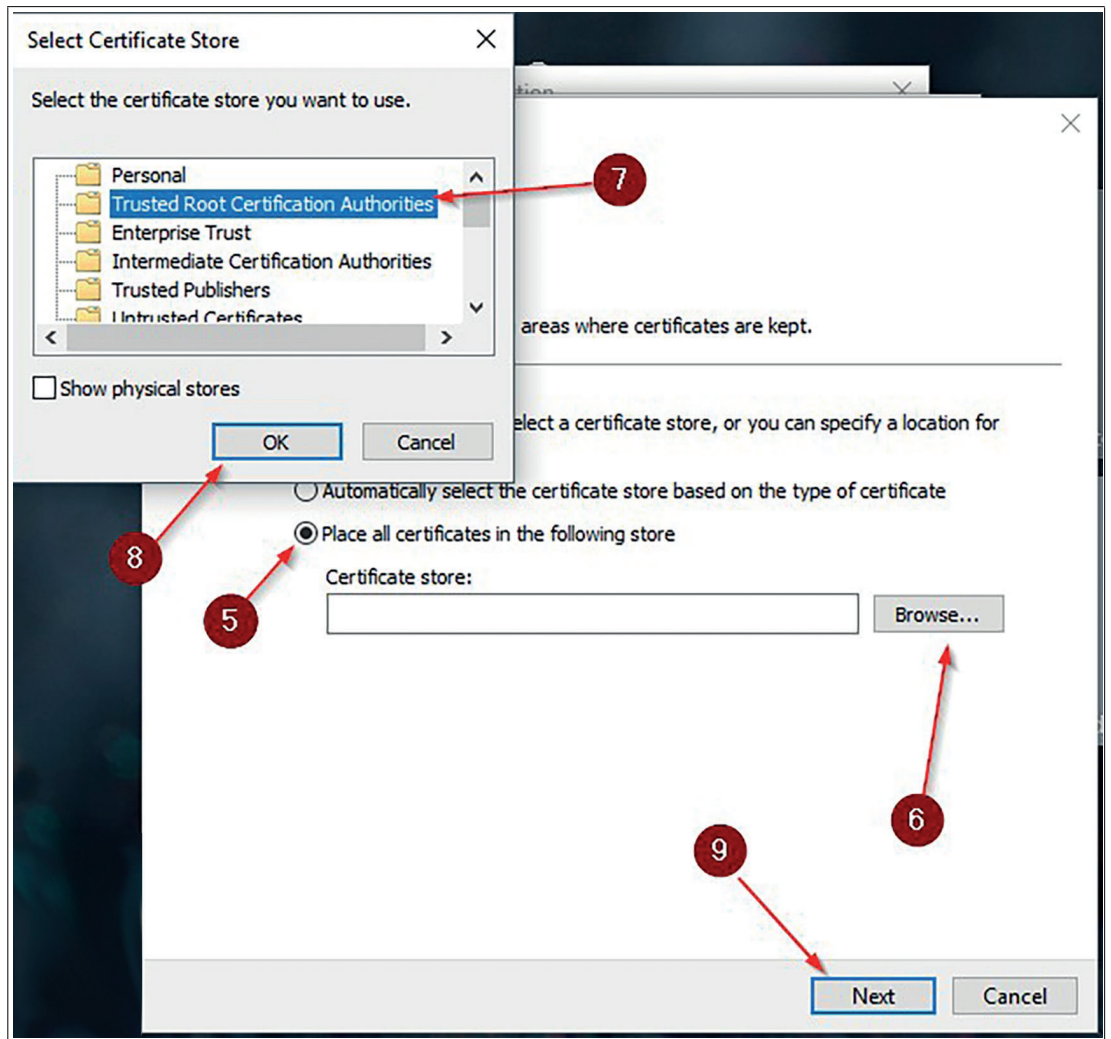 Select Certificate Store
Select the certificate store you want to use.
Personal
Trusted Root Certification Authorities
Enterprise Trust
Intermediate Certification Authorities
Trusted Publishers
Untrusted Certificates
Show physical stores
OK
Cancel
7
8
tion
areas where certificates are kept.
elect a certificate store, or you can specify a location for
Automatically select the certificate store based on the type of certificate
Place all certificates in the following store
5
Certificate store:
Browse...
6
9
Next
Cancel